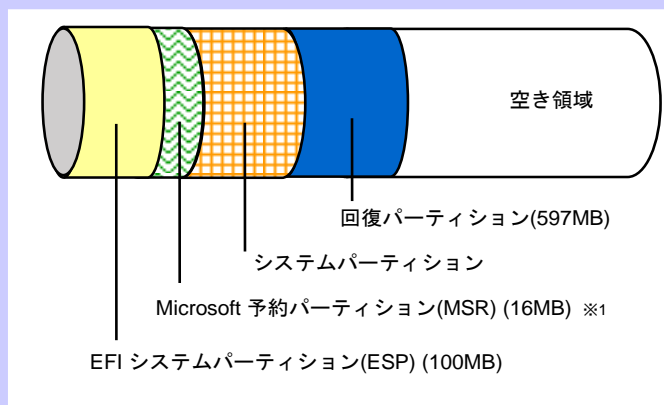 空き領域
回復パーティション(597MB)
システムパーティション
Microsoft 予約パーティション(MSR) (16MB) ※1
EFI システムパーティション(ESP) (100MB)